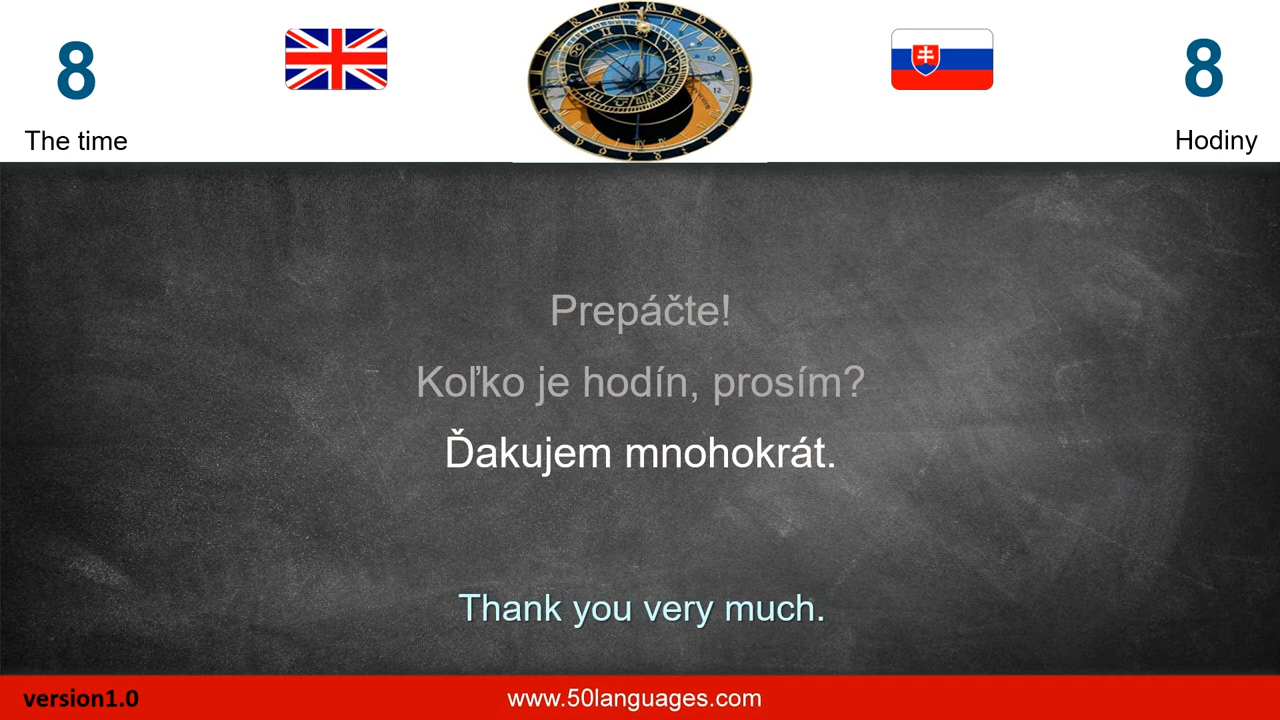 8
8
The time
Hodiny
Prepáčte!
Koľko je hodín, prosím?
Ďakujem mnohokrát.
Thank you very much.
version1.0
www.50languages.com